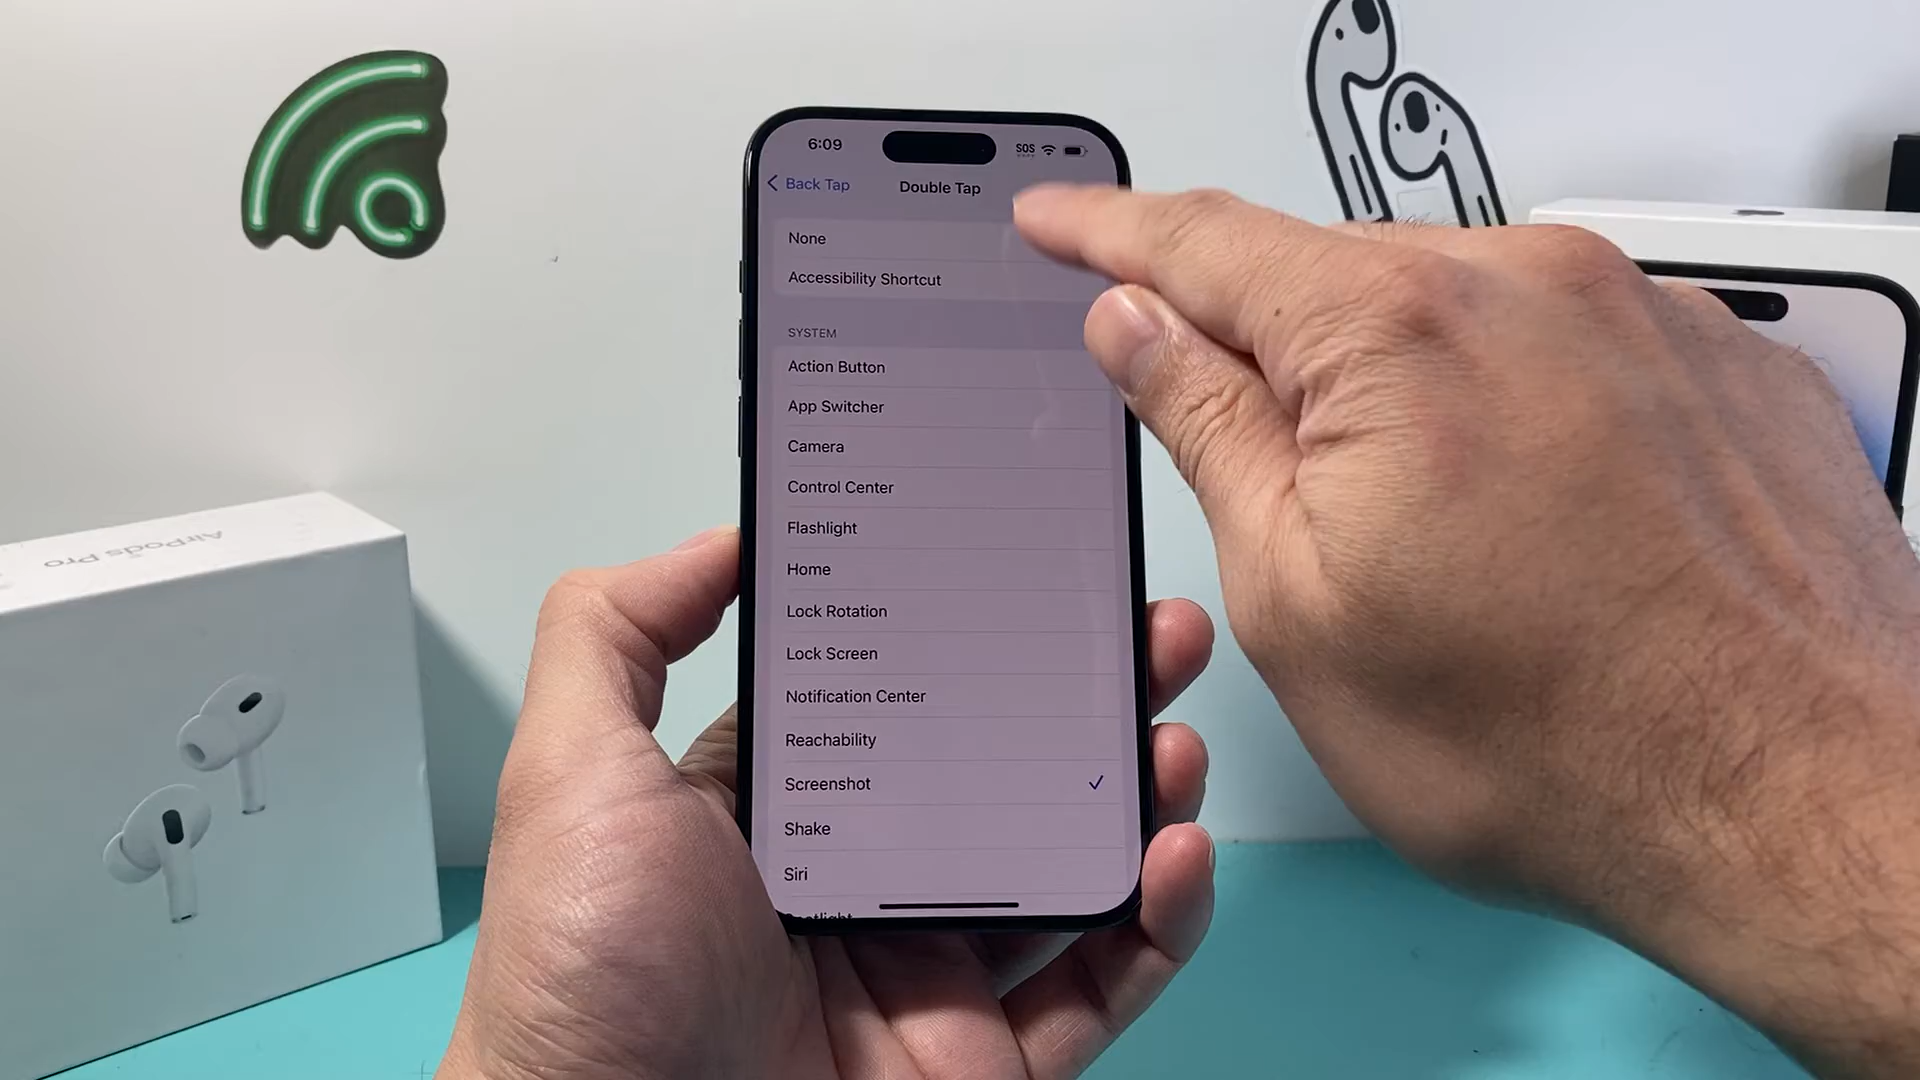 6:09
SOS
Back Tap
Double Tap
None
Accessibility Shortcut
SYSTEM
Action Button
App Switcher
Camera
Control Center
Flashlight
Home
Lock Rotation
Lock Screen
Notification Center
Reachability
Screenshot
Shake
Siri
Spotlight
AirPods Pro